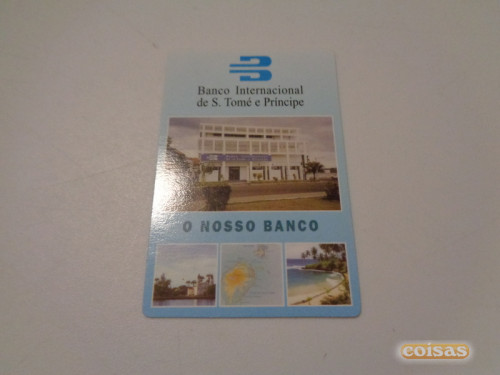 Banco Internacional
de S. Tomé e Príncipe
O NOSSO BANCO
coisas